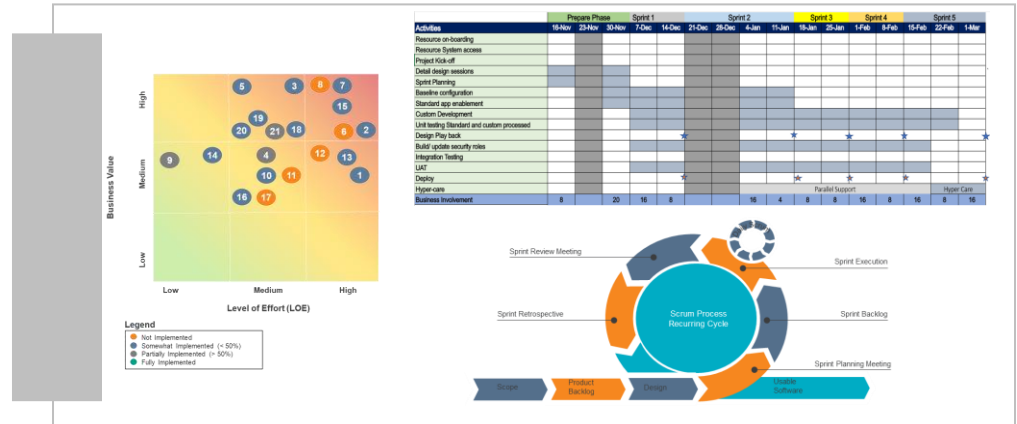 High
Medium
Low
Business Value
5
3
8
7
15
19
20
21
18
6
2
9
14
4
12
13
10
11
1
16
17
Low Medium High
Level of Effort (LOE)
Legend
Not Implemented
Somewhat Implemented (< 50%)
Partially Implemented (> 50%)
Fully Implemented
Prepare Phase Sprint 1 Sprint 2 Sprint 3 Sprint 4 Sprint 5
Activities 16-Nov 23-Nov 30-Nov 7-Dec 14-Dec 21-Dec 28-Dec 4-Jan 11-Jan 18-Jan 25-Jan 1-Feb 8-Feb 15-Feb 22-Feb 1-Mar
Resource on-boarding
Resource System access
Project Kick-off
Detail design sessions
Sprint Planning
Baseline configuration
Standard app enablement
Custom Development
Unit testing Standard and custom processed
Design Play back
Build/ update security roles
Integration Testing
UAT
Deploy
Hyper-care Parallel Support Hyper Care
Business Involvement 8 20 16 8 16 4 8 8 16 8 16 8 16
Sprint Review Meeting
Sprint Execution
Sprint Retrospective
Scrum Process
Recurring Cycle
Sprint Backlog
Sprint Planning Meeting
Scope
Product
Backlog
Design
Usable
Software